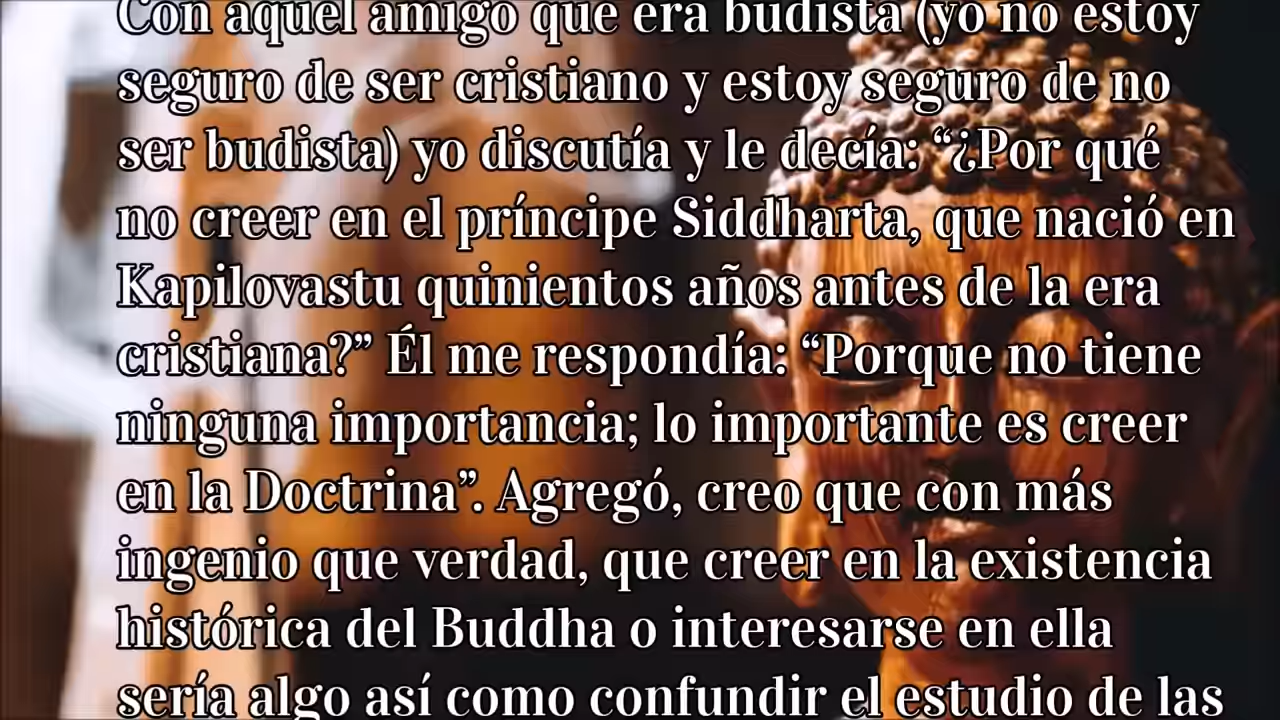 Con aquel amigo que era budista (yo no estoy
seguro de ser cristiano y estoy seguro de no
ser budista) yo discutía y le decía: “¿Por qué
no creer en el príncipe Siddharta, que nació en
Kapilovastu quinientos años antes de la era
cristiana?” Él me respondía: “Porque no tiene
ninguna importancia; lo importante es creer
en la Doctrina”. Agregó, creo que con más
ingenio que verdad, que creer en la existencia
histórica del Buddha o interesarse en ella
sería algo así como confundir el estudio de las